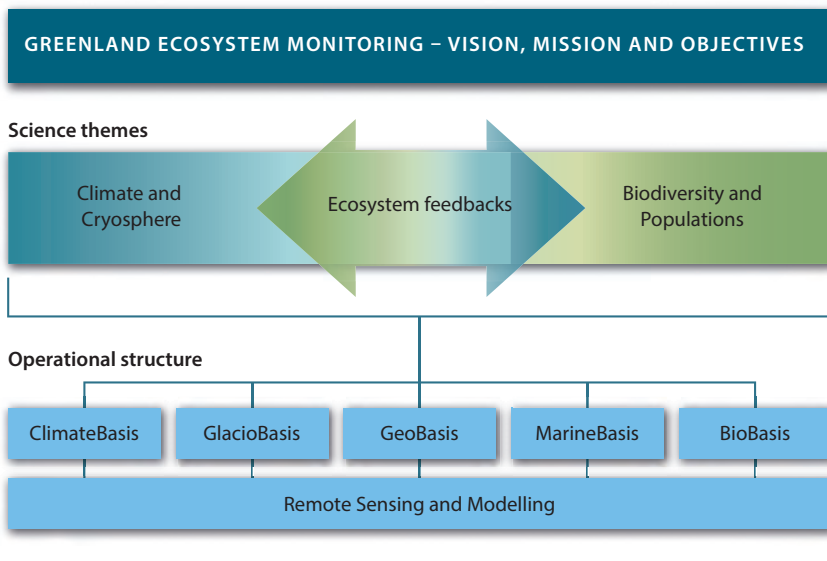 GREENLAND ECOSYSTEM MONITORING – VISION, MISSION AND OBJECTIVES
Science themes
Climate and
Cryosphere
Ecosystem feedbacks
Biodiversity and
Populations
Operational structure
ClimateBasis
GlacioBasis
GeoBasis
MarineBasis
BioBasis
Remote Sensing and Modelling